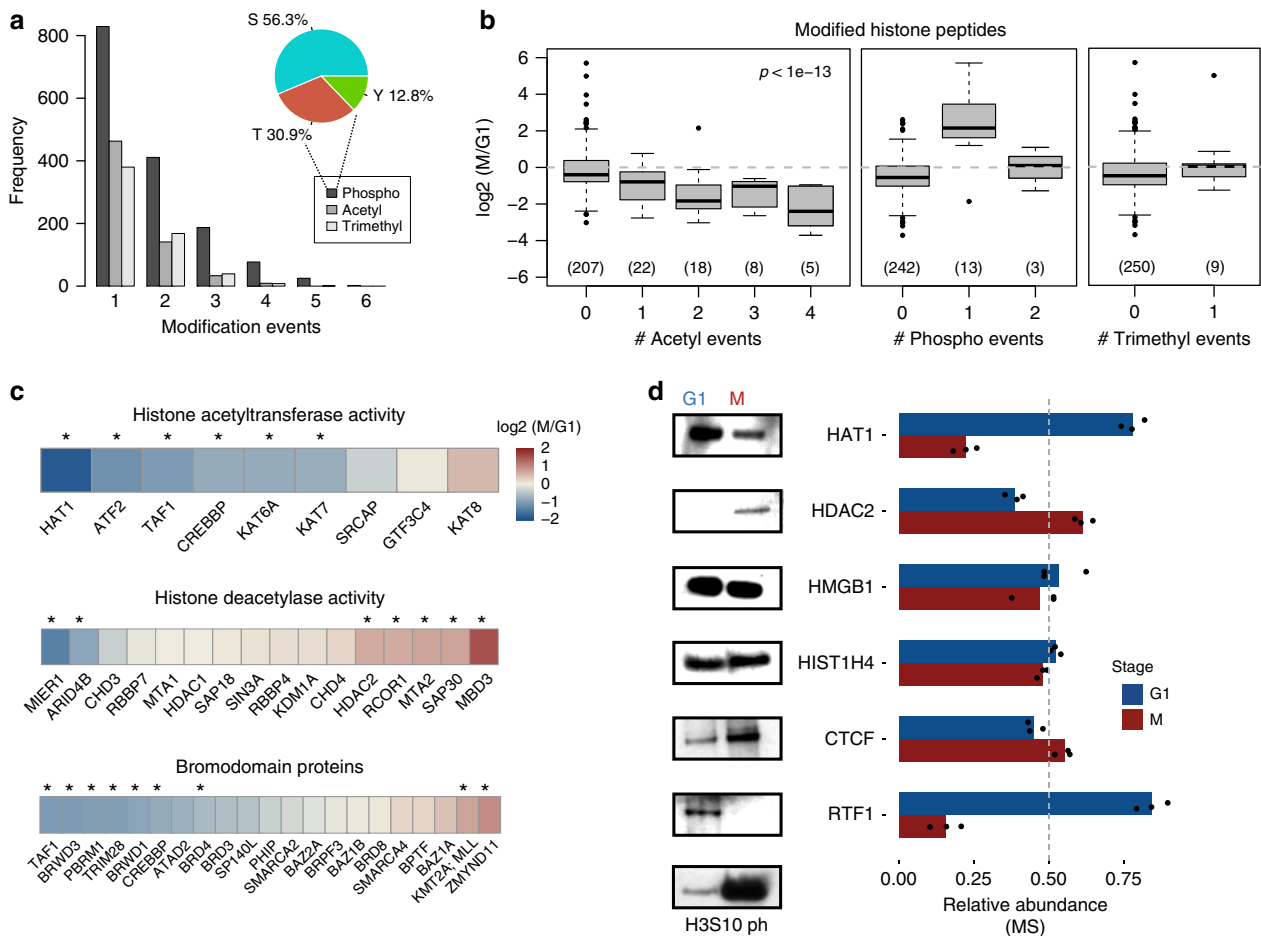 a
800
600
400
200
0
Frequency
1 2 3 4 5 6
Modification events
S 56.3%
Y 12.8%
T 30.9%
Phospho
Acetyl
Trimethyl
b
Modified histone peptides
log2 (M/G1)
6
4
2
0
−2
−4
−6
p < 1e−13
(207) (22) (18) (8) (5)
0 1 2 3 4
# Acetyl events
(242) (13) (3)
0 1 2
# Phospho events
(250) (9)
0 1
# Trimethyl events
c
Histone acetyltransferase activity
* * * * * *
HAT1 ATF2 TAF1 CREBBP KAT6A KAT7 SRCAP GTF3C4 KAT8
log2 (M/G1)
2
1
0
−1
−2
Histone deacetylase activity
* * * * * * *
MIER1 ARID4B CHD3 RBBP7 MTA1 HDAC1 SAP18 SIN3A RBBP4 KDM1A CHD4 HDAC2 RCOR1 MTA2 SAP30 MBD3
Bromodomain proteins
* * * * * * * * *
TAF1 BRWD3 PBRM1 TRIM28 BRWD1 CREBBP ATAD2 BRD4 BRD3 SP140L PHIP SMARCA2 BAZ2A BRPF3 BAZ1B BRD8 SMARCA4 BPTF BAZ1A KMT2A; MLL ZMYND11
d
G1 M
HAT1
HDAC2
HMGB1
HIST1H4
CTCF
RTF1
H3S10 ph
Stage
G1
M
0.00 0.25 0.50 0.75
Relative abundance
(MS)